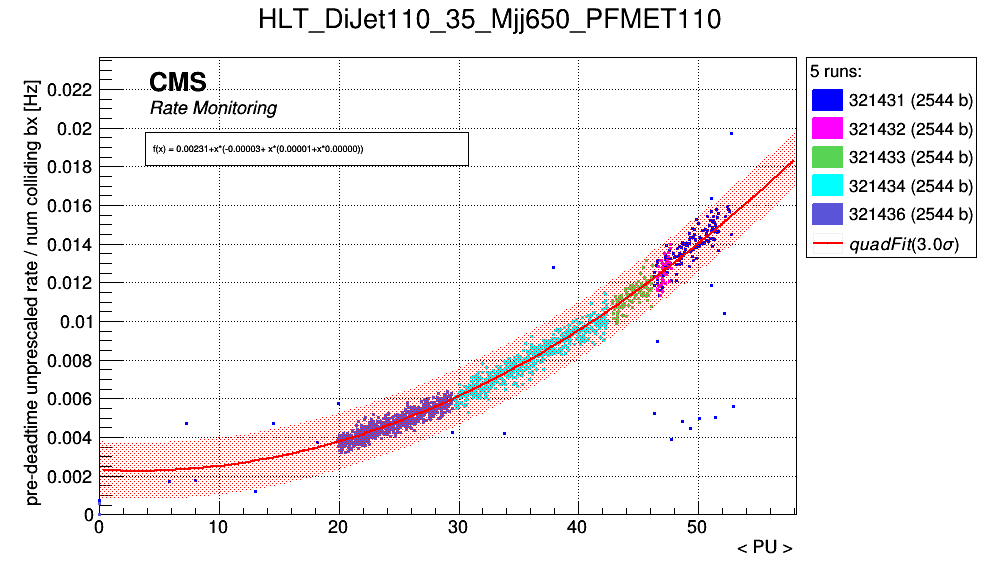 HLT_DiJet110_35_Mjj650_PFMET110
pre-deadtime unprescaled rate / num colliding bx [Hz]
CMS
Rate Monitoring
f(x) = 0.00231+x*(-0.00003+ x*(0.00001+x*0.00000))
0.022
0.02
0.018
0.016
0.014
0.012
0.01
0.008
0.006
0.004
0.002
0
0 10 20 30 40 50
< PU >
5 runs:
321431 (2544 b)
321432 (2544 b)
321433 (2544 b)
321434 (2544 b)
321436 (2544 b)
quadFit(3.0σ)